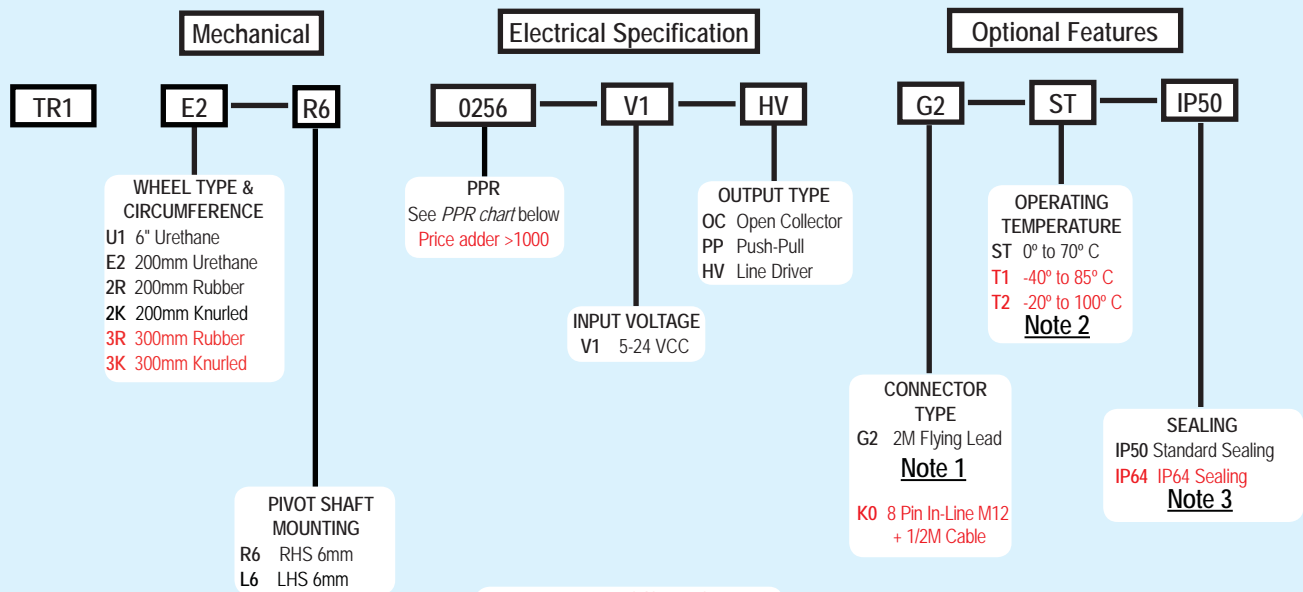 Mechanical
Electrical Specification
Optional Features
TR1
E2
R6
0256
V1
HV
G2
ST
IP50
WHEEL TYPE &
CIRCUMFERENCE
U1 6" Urethane
E2 200mm Urethane
2R 200mm Rubber
2K 200mm Knurled
3R 300mm Rubber
3K 300mm Knurled
PIVOT SHAFT
MOUNTING
R6 RHS 6mm
L6 LHS 6mm
PPR
See PPR chart below
Price adder >1000
INPUT VOLTAGE
V1 5-24 VCC
OUTPUT TYPE
OC Open Collector
PP Push-Pull
HV Line Driver
CONNECTOR
TYPE
G2 2M Flying Lead
Note 1
K0 8 Pin In-Line M12
+ 1/2M Cable
OPERATING
TEMPERATURE
ST 0º to 70º C
T1 -40º to 85º C
T2 -20º to 100º C
Note 2
SEALING
IP50 Standard Sealing
IP64 IP64 Sealing
Note 3